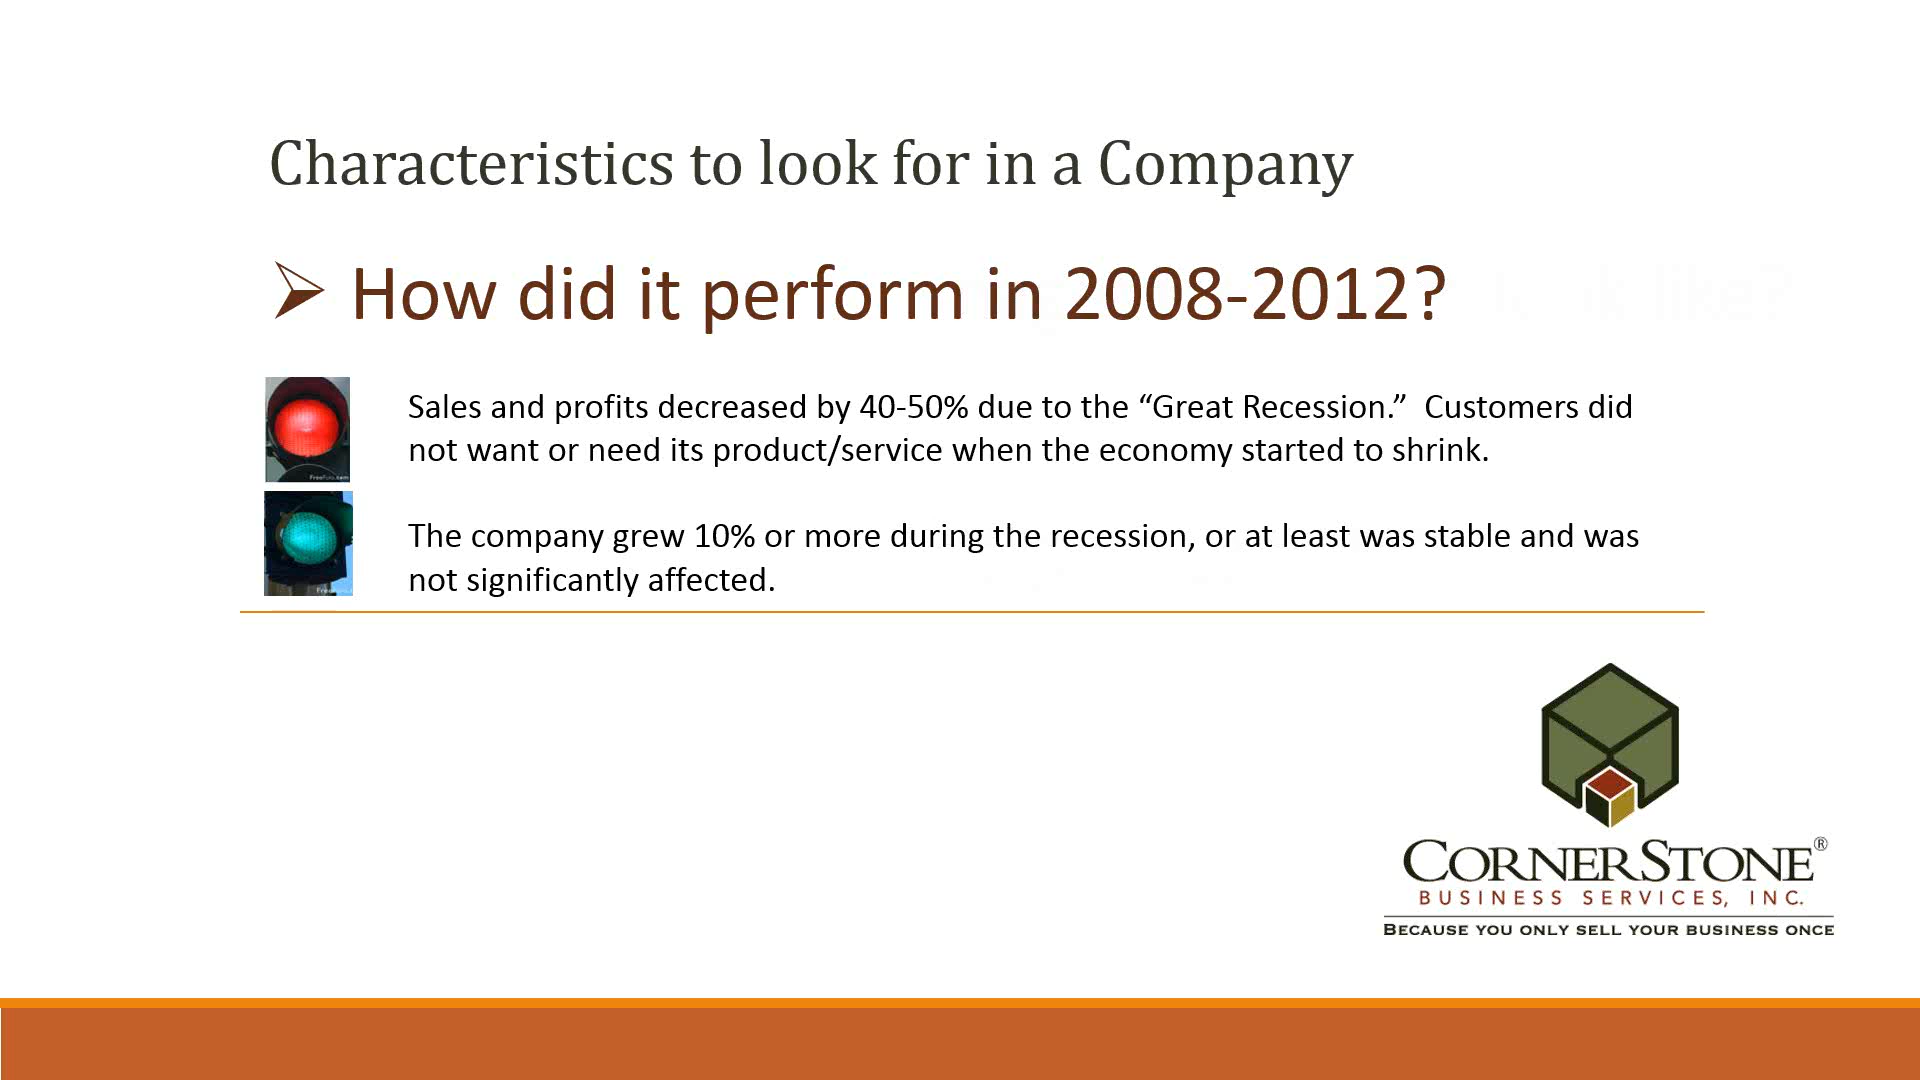 Characteristics to look for in a Company
➢ How did it perform in 2008-2012?
Sales and profits decreased by 40-50% due to the “Great Recession.”  Customers did
not want or need its product/service when the economy started to shrink.
FreeFoto.com
The company grew 10% or more during the recession, or at least was stable and was
not significantly affected.
CORNERSTONE®
BUSINESS SERVICES, INC.
BECAUSE YOU ONLY SELL YOUR BUSINESS ONCE